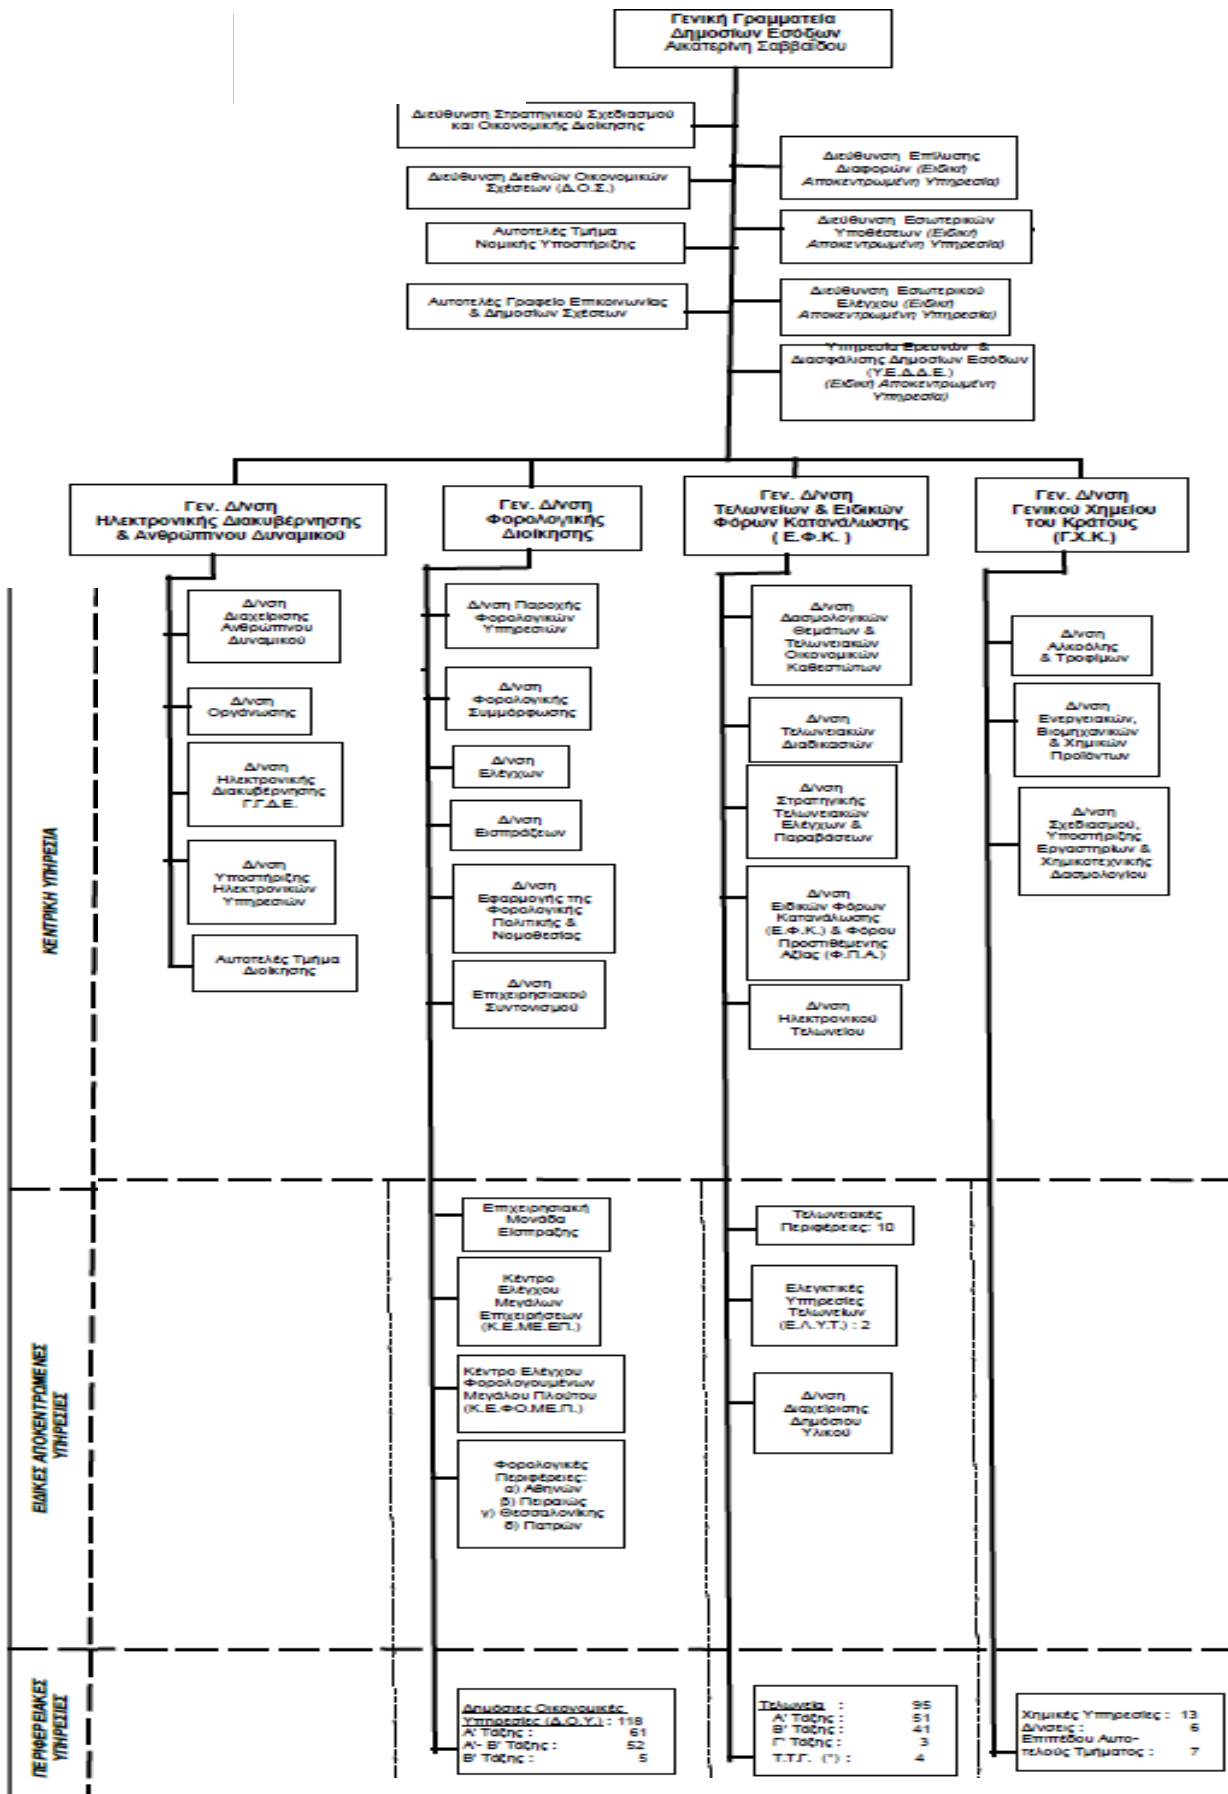 Γενική Γραμματεία
Δημοσίων Εσόδων
Αικατερίνη Σαββαΐδου
Διεύθυνση Στρατηγικού Σχεδιασμού
και Οικονομικής Διοίκησης
Διεύθυνση Επίλυσης
Διαφορών (Ειδική
Αποκεντρωμένη Υπηρεσία)
Διεύθυνση Διεθνών Οικονομικών
Σχέσεων (Δ.Ο.Σ.)
Διεύθυνση Εσωτερικών
Υποθέσεων (Ειδική
Αποκεντρωμένη Υπηρεσία)
Αυτοτελές Τμήμα
Νομικής Υποστήριξης
Διεύθυνση Εσωτερικού
Ελέγχου (Ειδική
Αποκεντρωμένη Υπηρεσία)
Αυτοτελές Γραφείο Επικοινωνίας
& Δημοσίων Σχέσεων
Υπηρεσία Ερευνών &
Διασφάλισης Δημοσίων Εσόδων
(Υ.Ε.Δ.Δ.Ε.)
(Ειδική Αποκεντρωμένη
Υπηρεσία)
Γεν. Δ/νση
Ηλεκτρονικής Διακυβέρνησης
& Ανθρώπινου Δυναμικού
Γεν. Δ/νση
Φορολογικής
Διοίκησης
Γεν. Δ/νση
Τελωνείων & Ειδικών
Φόρων Κατανάλωσης
( Ε.Φ.Κ. )
Γεν. Δ/νση
Γενικού Χημείου
του Κράτους
(Γ.Χ.Κ.)
ΚΕΝΤΡΙΚΗ ΥΠΗΡΕΣΙΑ
Δ/νση
Διαχείρισης
Ανθρώπινου
Δυναμικού
Δ/νση
Οργάνωσης
Δ/νση
Ηλεκτρονικής
Διακυβέρνησης
Γ.Γ.Δ.Ε.
Δ/νση
Υποστήριξης
Ηλεκτρονικών
Υπηρεσιών
Αυτοτελές Τμήμα
Διοίκησης
Δ/νση Παροχής
Φορολογικών
Υπηρεσιών
Δ/νση
Φορολογικής
Συμμόρφωσης
Δ/νση
Ελέγχων
Δ/νση
Εισπράξεων
Δ/νση
Εφαρμογής της
Φορολογικής
Πολιτικής &
Νομοθεσίας
Δ/νση
Επιχειρησιακού
Συντονισμού
Δ/νση
Δασμολογικών
Θεμάτων &
Τελωνειακών
Οικονομικών
Καθεστώτων
Δ/νση
Τελωνειακών
Διαδικασιών
Δ/νση
Στρατηγικής
Τελωνειακών
Ελέγχων &
Παραβάσεων
Δ/νση
Ειδικών Φόρων
Κατανάλωσης
(Ε.Φ.Κ.) & Φόρου
Προστιθέμενης
Αξίας (Φ.Π.Α.)
Δ/νση
Ηλεκτρονικού
Τελωνείου
Δ/νση
Αλκοόλης
& Τροφίμων
Δ/νση
Ενεργειακών,
Βιομηχανικών
& Χημικών
Προϊόντων
Δ/νση
Σχεδιασμού,
Υποστήριξης
Εργαστηρίων &
Χημικοτεχνικής
Δασμολογίου
ΕΙΔΙΚΕΣ ΑΠΟΚΕΝΤΡΩΜΕΝΕΣ
ΥΠΗΡΕΣΙΕΣ
Επιχειρησιακή
Μονάδα
Είσπραξης
Κέντρο
Ελέγχου
Μεγάλων
Επιχειρήσεων
(Κ.Ε.ΜΕ.ΕΠ.)
Κέντρο Ελέγχου
Φορολογουμένων
Μεγάλου Πλούτου
(Κ.Ε.ΦΟ.ΜΕ.Π.)
Φορολογικές
Περιφέρειες:
α) Αθηνών
β) Πειραιώς
γ) Θεσσαλονίκης
δ) Πατρών
Τελωνειακές
Περιφέρειες: 10
Ελεγκτικές
Υπηρεσίες
Τελωνείων
(Ε.Λ.Υ.Τ.) : 2
Δ/νση
Διαχείρισης
Δημόσιου
Υλικού
ΠΕΡΙΦΕΡΕΙΑΚΕΣ
ΥΠΗΡΕΣΙΕΣ
Δημόσιες Οικονομικές
Υπηρεσίες (Δ.Ο.Υ.) : 118
Α' Τάξης : 61
Α'- Β' Τάξης : 52
Β' Τάξης : 5
Τελωνεία : 95
Α' Τάξης : 51
Β' Τάξης : 41
Γ' Τάξης : 3
Τ.Τ.Γ. (*) : 4
Χημικές Υπηρεσίες : 13
Δ/νσεις : 6
Επιπέδου Αυτο-
τελούς Τμήματος : 7